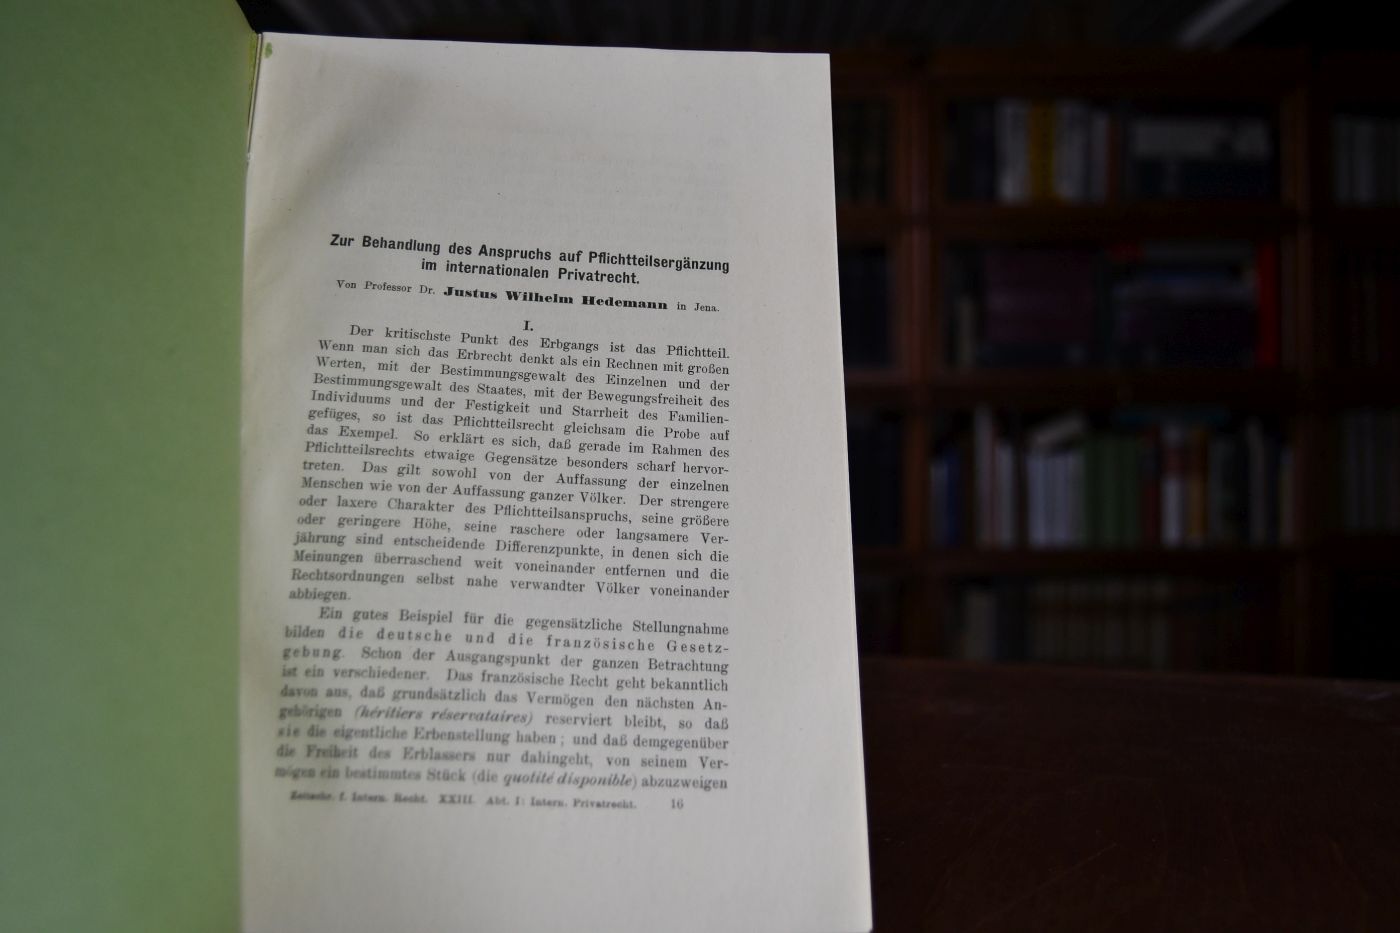 Zur Behandlung des Anspruchs auf Pflichtteilsergänzung
im internationalen Privatrecht.
Von Professor Dr. Justus Wilhelm Hedemann in Jena.
I.
Der kritischste Punkt des Erbgangs ist das Pflichtteil.
Wenn man sich das Erbrecht denkt als ein Rechnen mit großen
Werten, mit der Bestimmungsgewalt des Einzelnen und der
Bestimmungsgewalt des Staates, mit der Bewegungsfreiheit des
Individuums und der Festigkeit und Starrheit des Familien-
gefüges, so ist das Pflichtteilsrecht gleichsam die Probe auf
das Exempel. So erklärt es sich, daß gerade im Rahmen des
Pflichtteilsrechts etwaige Gegensätze besonders scharf hervor-
treten. Das gilt sowohl von der Auffassung der einzelnen
Menschen wie von der Auffassung ganzer Völker. Der strengere
oder laxere Charakter des Pflichtteilsanspruchs, seine größere
oder geringere Höhe, seine raschere oder langsamere Ver-
jährung sind entscheidende Differenzpunkte, in denen sich die
Meinungen überraschend weit voneinander entfernen und die
Rechtsordnungen selbst nahe verwandter Völker voneinander
abbiegen.
Ein gutes Beispiel für die gegensätzliche Stellungnahme
bilden die deutsche und die französische Gesetz-
gebung. Schon der Ausgangspunkt der ganzen Betrachtung
ist ein verschiedener. Das französische Recht geht bekanntlich
davon aus, daß grundsätzlich das Vermögen den nächsten An-
gehörigen (héritiers réservataires) reserviert bleibt, so daß
sie die eigentliche Erbenstellung haben; und daß demgegenüber
die Freiheit des Erblassers nur dahingeht, von seinem Ver-
mögen ein bestimmtes Stück (die quotité disponible) abzuzweigen
Zeitschr. f. Intern. Recht. XXIII. Abt. I: Intern. Privatrecht. 16